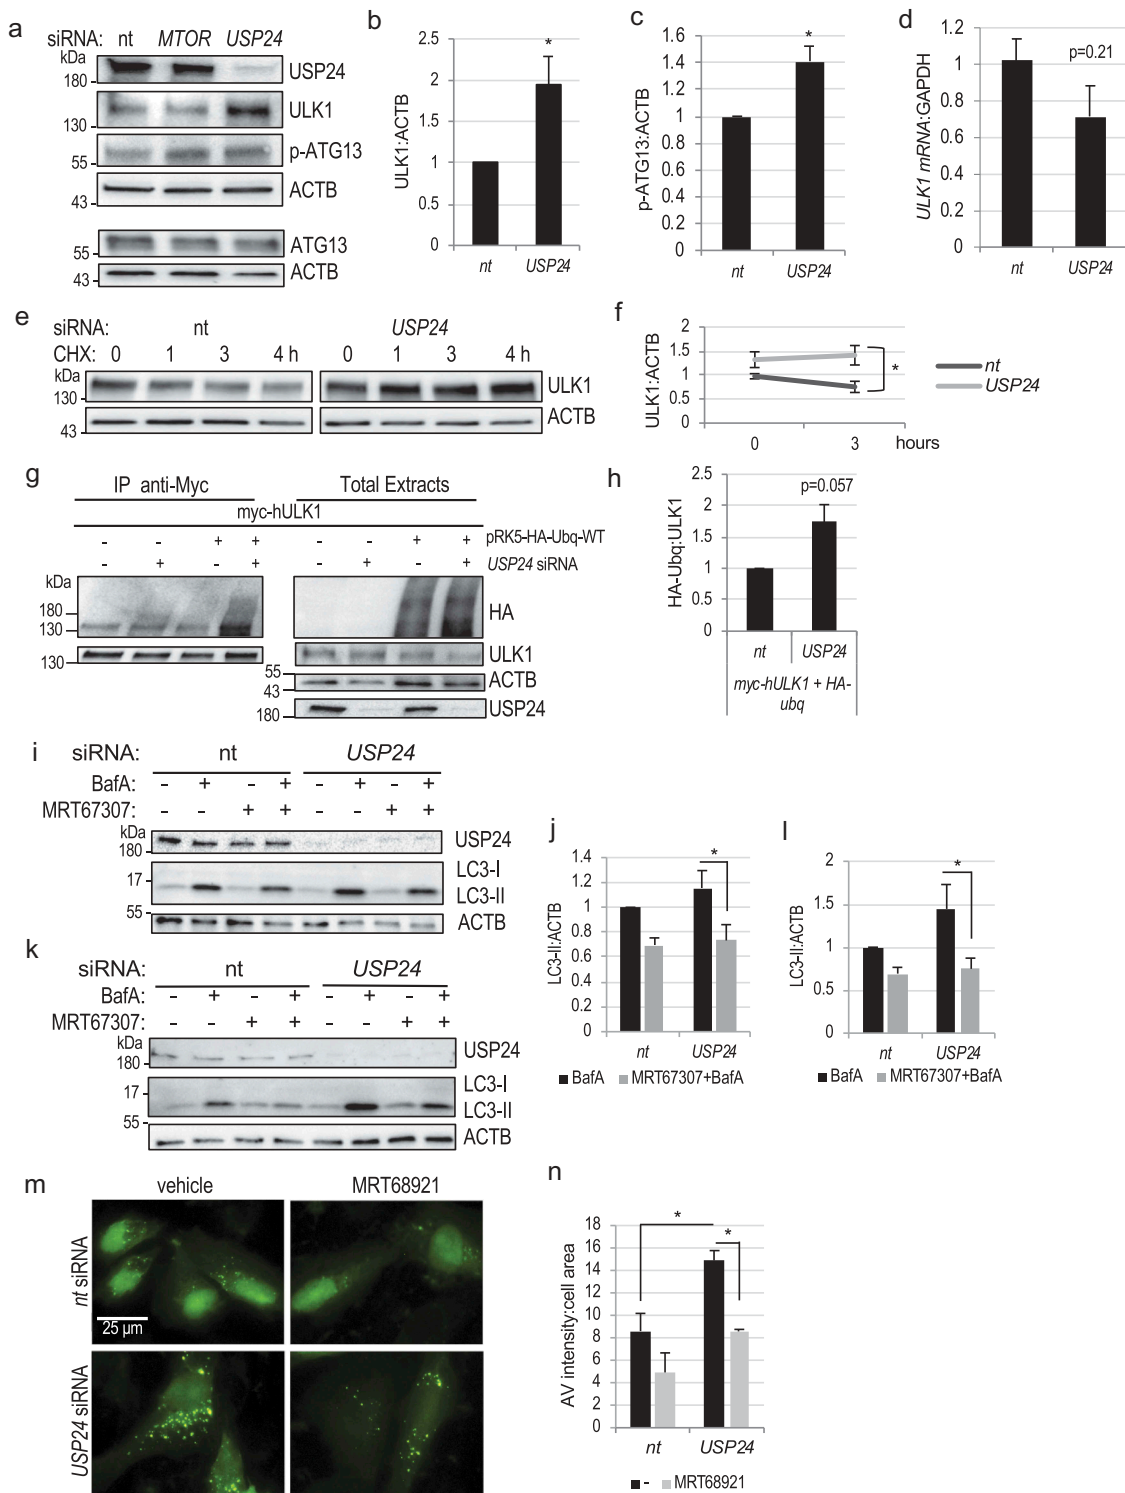 a
siRNA: nt MTOR USP24
kDa
180
USP24
130
ULK1
55
p-ATG13
43
ACTB
55
ATG13
43
ACTB
b
2.5
2
1.5
1
0.5
0
ULK1:ACTB
*
nt USP24
c
1.6
1.4
1.2
1
0.8
0.6
0.4
0.2
0
p-ATG13:ACTB
*
nt USP24
d
1.2
1
0.8
0.6
0.4
0.2
0
ULK1 mRNA:GAPDH
p=0.21
nt USP24
e
siRNA: nt USP24
CHX: 0 1 3 4 h 0 1 3 4 h
kDa
130
ULK1
43
ACTB
f
2
1.5
1
0.5
0
ULK1:ACTB
*
0 3 hours
nt
USP24
g
IP anti-Myc Total Extracts
myc-hULK1
- - + + - - + + pRK5-HA-Ubq-WT
- + - + - + - + USP24 siRNA
kDa
180
130
HA
130
ULK1
55
43
ACTB
180
USP24
h
2.5
2
1.5
1
0.5
0
HA-Ubq:ULK1
p=0.057
nt USP24
myc-hULK1 + HA-
ubq
i
siRNA: nt USP24
BafA: - + - + - + - +
MRT67307: - - + + - - + +
kDa
180
USP24
17
LC3-I
LC3-II
55
ACTB
j
1.4
1.2
1
0.8
0.6
0.4
0.2
0
LC3-II:ACTB
*
nt USP24
BafA MRT67307+BafA
k
siRNA: nt USP24
BafA: - + - + - + - +
MRT67307: - - + + - - + +
kDa
180
USP24
17
LC3-I
LC3-II
55
ACTB
l
2
1.5
1
0.5
0
LC3-II:ACTB
*
nt USP24
BafA MRT67307+BafA
m
vehicle MRT68921
nt siRNA
25 µm
USP24 siRNA
n
18
16
14
12
10
8
6
4
2
0
AV intensity:cell area
*
*
nt USP24
- MRT68921